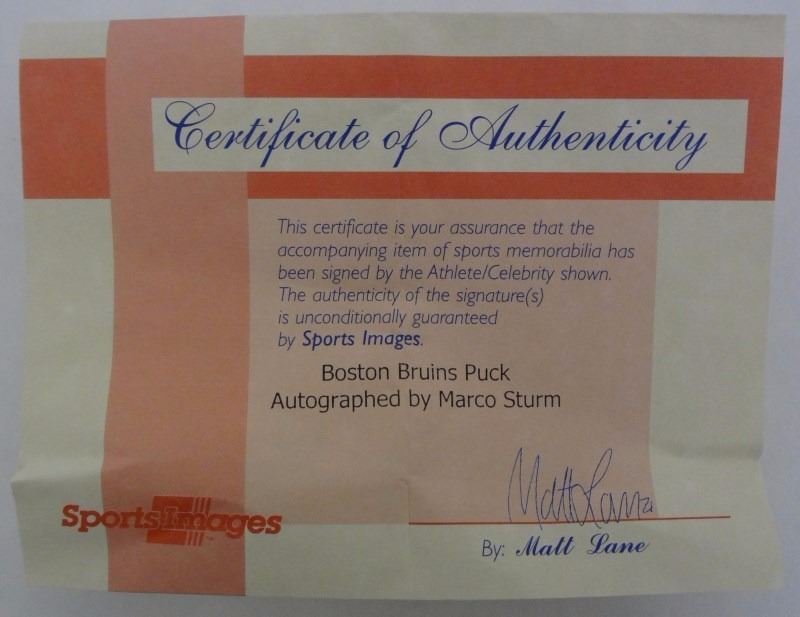 Certificate of Authenticity
This certificate is your assurance that the
accompanying item of sports memorabilia has
been signed by the Athlete/Celebrity shown.
The authenticity of the signature(s)
is unconditionally guaranteed
by Sports Images.
Boston Bruins Puck
Autographed by Marco Sturm
Matt Lane
Sports Images
By: Matt Lane